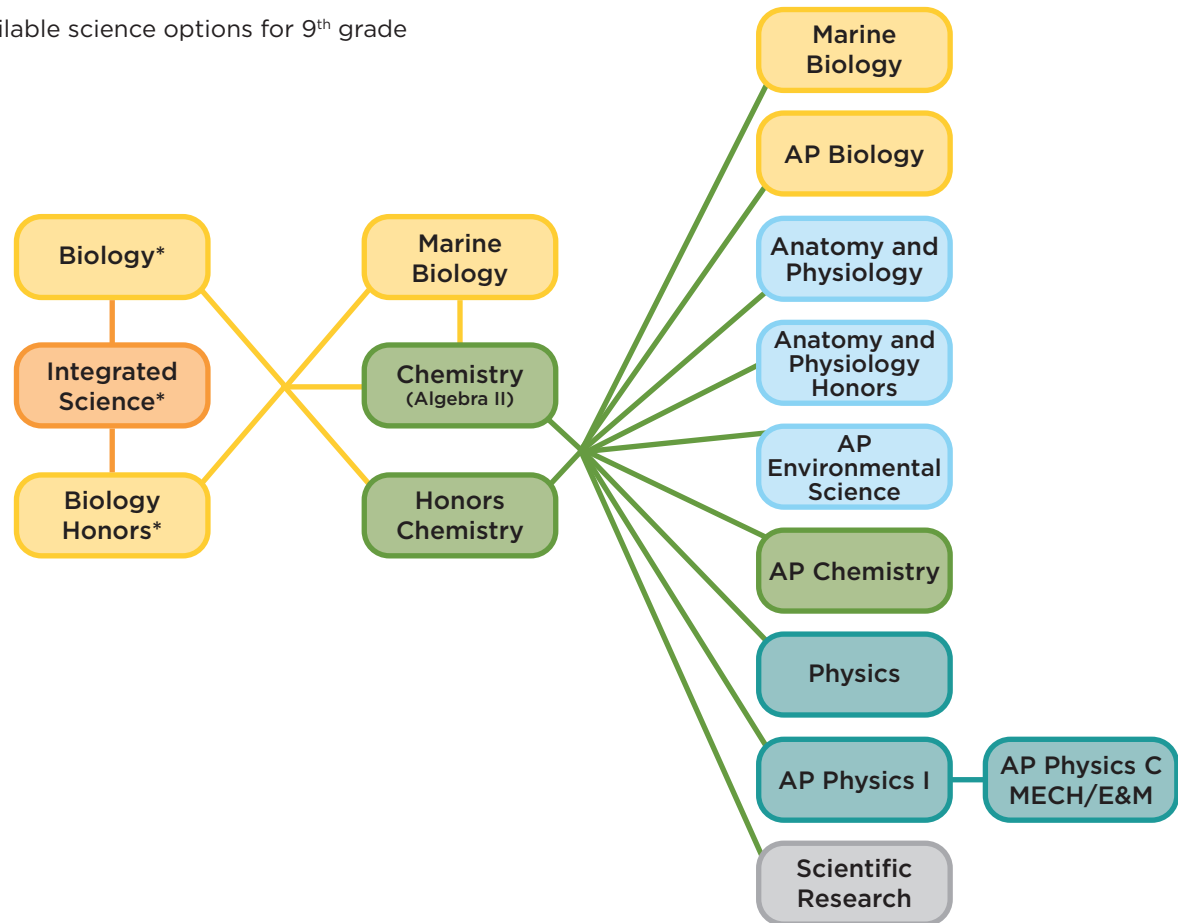 science options for 9th grade
Biology*
Integrated
Science*
Biology
Honors*
Marine
Biology
Chemistry
(Algebra II)
Honors
Chemistry
Marine
Biology
AP Biology
Anatomy and
Physiology
Anatomy and
Physiology
Honors
AP
Environmental
Science
AP Chemistry
Physics
AP Physics I
AP Physics C
MECH/E&M
Scientific
Research